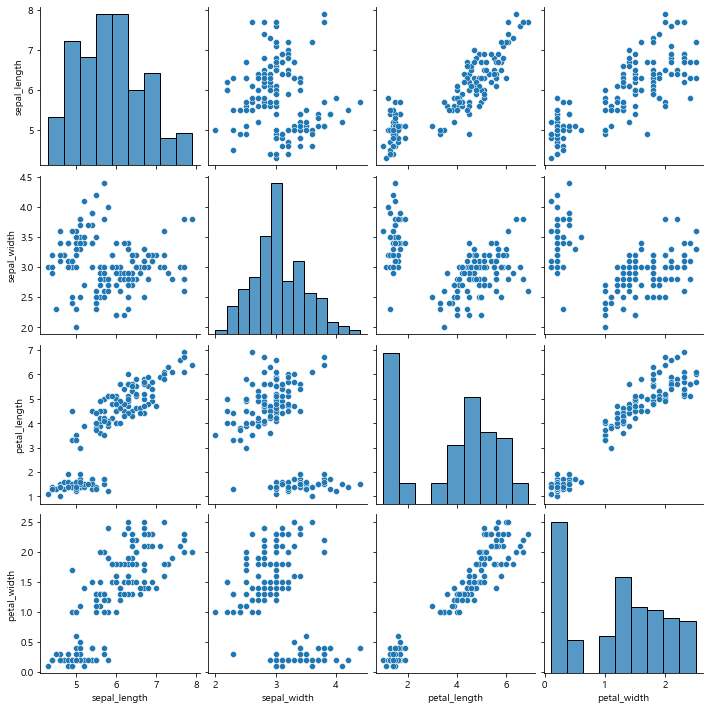 8
7
6
5
sepal_length
4.5
4.0
3.5
3.0
2.5
2.0
sepal_width
7
6
5
4
3
2
1
petal_length
2.5
2.0
1.5
1.0
0.5
0.0
petal_width
5 6 7 8
sepal_length
2 3 4
sepal_width
2 4 6
petal_length
0 1 2
petal_width